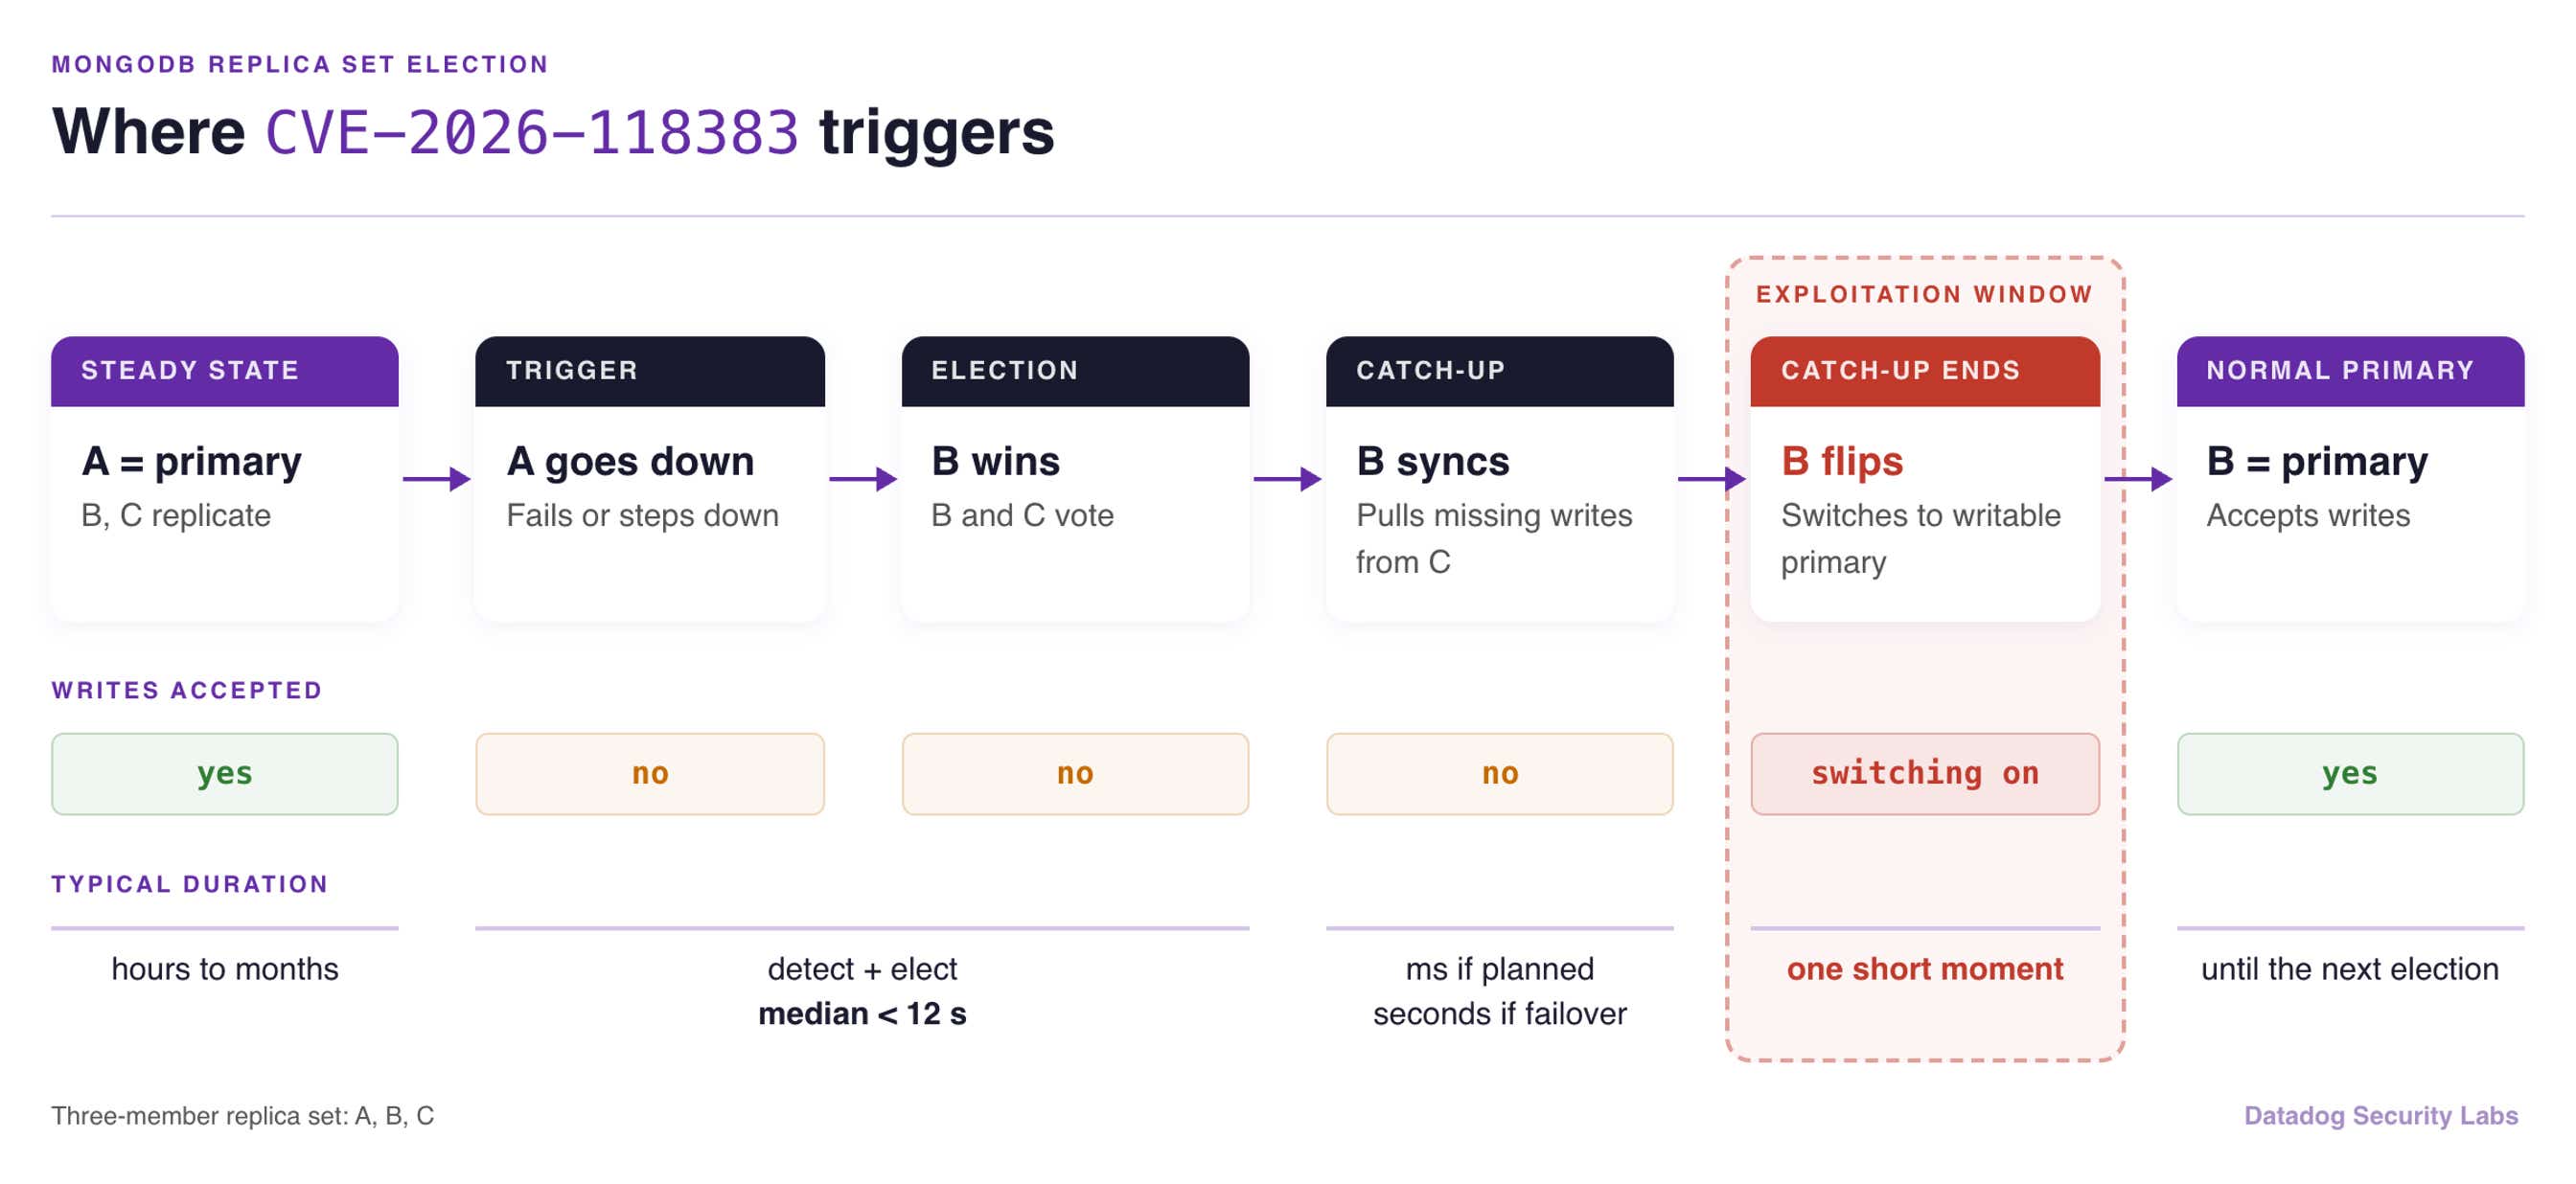 MONGODB REPLICA SET ELECTION
Where CVE-2026-118383 triggers
EXPLOITATION WINDOW
STEADY STATE
A = primary
B, C replicate
TRIGGER
A goes down
Fails or steps down
ELECTION
B wins
B and C vote
CATCH-UP
B syncs
Pulls missing writes
from C
CATCH-UP ENDS
B flips
Switches to writable
primary
NORMAL PRIMARY
B = primary
Accepts writes
WRITES ACCEPTED
yes
no
no
no
switching on
yes
TYPICAL DURATION
hours to months
detect + elect
median < 12 s
ms if planned
seconds if failover
one short moment
until the next election
Three-member replica set: A, B, C
Datadog Security Labs